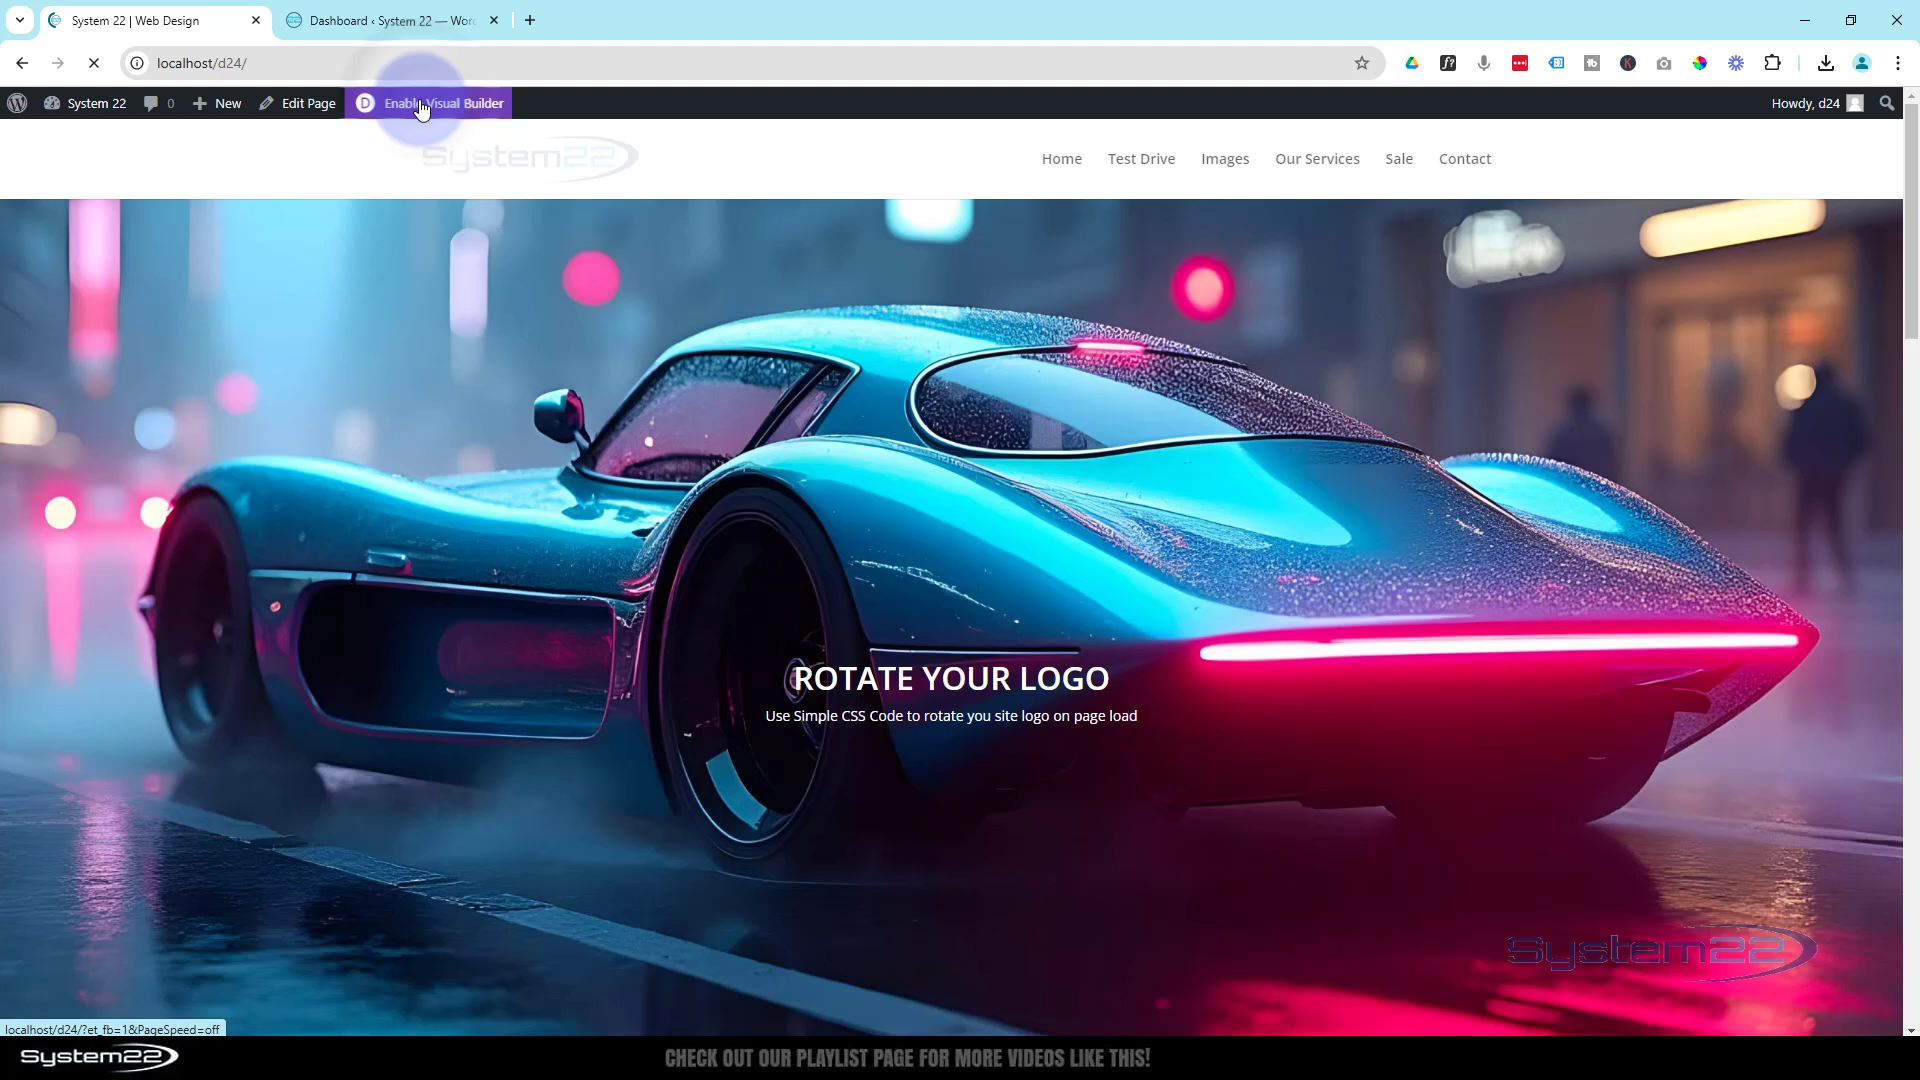 System 22 | Web Design
Dashboard ‹ System 22 — Wor
localhost/d24/
System 22
0
New
Edit Page
Enable Visual Builder
Howdy, d24
System22
Home
Test Drive
Images
Our Services
Sale
Contact
ROTATE YOUR LOGO
Use Simple CSS Code to rotate you site logo on page load
System22
localhost/d24/?et_fb=1&PageSpeed=off
System22
CHECK OUT OUR PLAYLIST PAGE FOR MORE VIDEOS LIKE THIS!